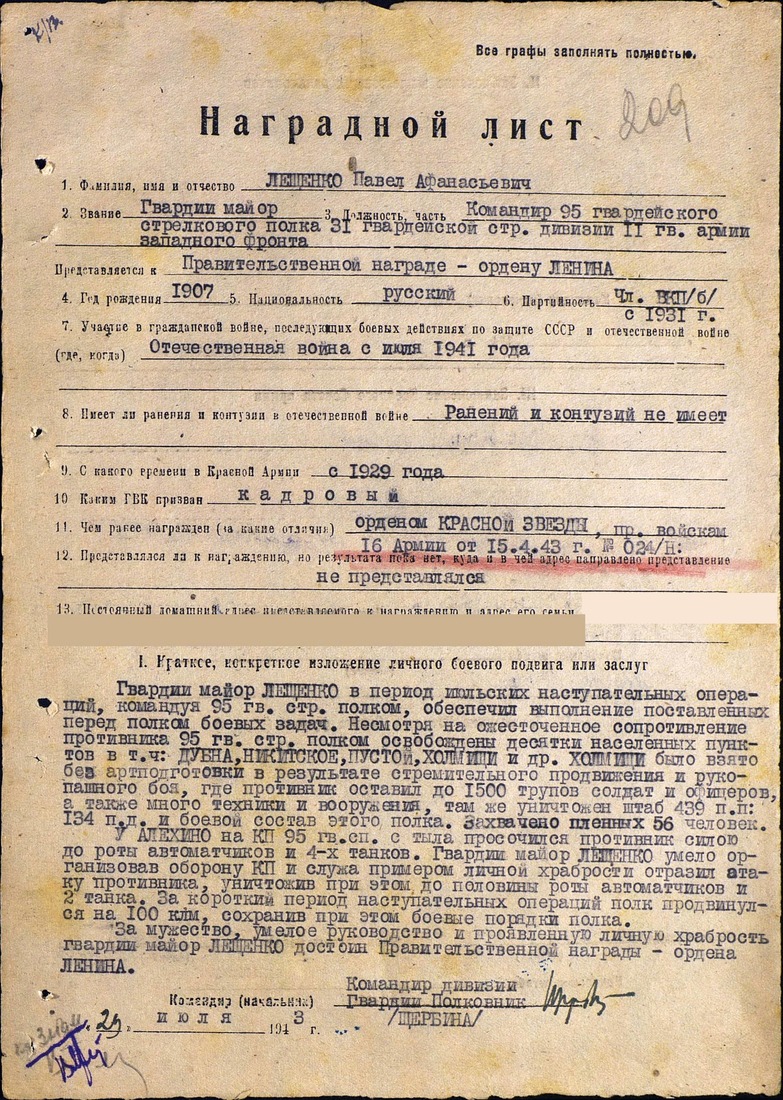 Все графы заполнять полностью.
Наградной лист
209
1. Фамилия, имя и отчество ЛЕЩЕНКО Павел Афанасьевич
2. Звание Гвардии майор 3. Должность, часть Командир 95 гвардейского
стрелкового полка 31 гвардейской стр. дивизии II гв. армии
западного фронта
Представляется к Правительственной награде - ордену ЛЕНИНА
4. Год рождения 1907 5. Национальность русский 6. Партийность Чл. ВКП/б/
с 1931 г.
7. Участие в гражданской войне, последующих боевых действиях по защите СССР и отечественной войне
(где, когда) Отечественная война с июля 1941 года
8. Имеет ли ранения и контузии в отечественной войне Ранений и контузий не имеет
9. С какого времени в Красной Армии с 1929 года
10 Каким ГВК призван кадровый
11. Чем ранее награжден (за какие отличия) орденом КРАСНОЙ ЗВЕЗДЫ, пр. войскам
16 Армии от 15.4.43 г. № 024/Н:
12. Представлялся ли к награждению, но результата пока нет, куда и в чей адрес направлено представление
не представлялся
13. Постоянный домашний адрес представляемого к награждению и адрес его семьи
I. Краткое, конкретное изложение личного боевого подвига или заслуг
Гвардии майор ЛЕЩЕНКО в период июльских наступательных опера-
ций, командуя 95 гв. стр. полком, обеспечил выполнение поставленных
перед полком боевых задач. Несмотря на ожесточенное сопротивление
противника 95 гв. стр. полком освобождены десятки населенных пунк-
тов в т.ч: ДУБНА,НИКИТСКОЕ,ПУСТОЙ,ХОЛМИЩИ и др. ХОЛМИЩИ было взято
без артподготовки в результате стремительного продвижения и руко-
пашного боя, где противник оставил до 1500 трупов солдат и офицеров,
а также много техники и вооружения, там же уничтожен штаб 439 п.п:
134 п.д. и боевой состав этого полка. Захвачено пленных 56 человек.
У АЛЕХИНО на КП 95 гв.сп. с тыла просочился противник силою
до роты автоматчиков и 4-х танков. Гвардии майор ЛЕЩЕНКО умело ор-
ганизовав оборону КП и служа примером личной храбрости отразил ата-
ку противника, уничтожив при этом до половины роты автоматчиков и
2 танка. За короткий период наступательных операций полк продвинул-
ся на 100 клм, сохранив при этом боевые порядки полка.
За мужество, умелое руководство и проявленную личную храбрость
гвардии майор ЛЕЩЕНКО достоин Правительственной награды - ордена
ЛЕНИНА.
Командир дивизии
Командир (начальник) Гвардии Полковник
/ЩЕРБИНА/
"29" июля 1943 г.